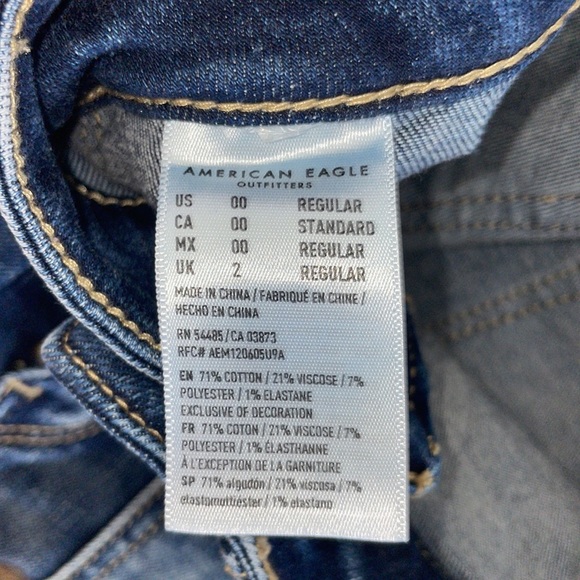 AMERICAN EAGLE
OUTFITTERS
US 00 REGULAR
CA 00 STANDARD
MX 00 REGULAR
UK 2 REGULAR
MADE IN CHINA / FABRIQUÉ EN CHINE /
HECHO EN CHINA
RN 54485 / CA 03873
RFC# AEM120605U9A
EN 71% COTTON / 21% VISCOSE / 7%
POLYESTER / 1% ELASTANE
EXCLUSIVE OF DECORATION
FR 71% COTON / 21% VISCOSE / 7%
POLYESTER / 1% ÉLASTHANNE
À L'EXCEPTION DE LA GARNITURE
SP 71% algodón / 21% viscosa / 7%
elastomultiéster / 1% elastano